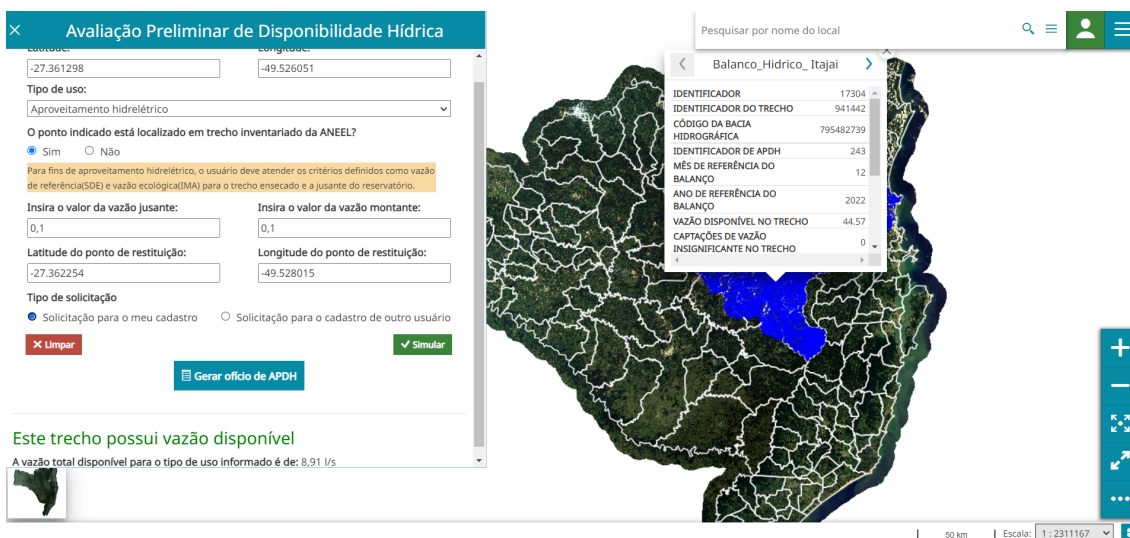 × Avaliação Preliminar de Disponibilidade Hídrica
Latitude: Longitude:
-27.361298 -49.526051
Tipo de uso:
Aproveitamento hidrelétrico
O ponto indicado está localizado em trecho inventariado da ANEEL?
Sim Não
Para fins de aproveitamento hidrelétrico, o usuário deve atender os critérios definidos como vazão
de referência(SDE) e vazão ecológica(IMA) para o trecho ensecado e a jusante do reservatório.
Insira o valor da vazão jusante: Insira o valor da vazão montante:
0,1 0,1
Latitude do ponto de restituição: Longitude do ponto de restituição:
-27.362254 -49.528015
Tipo de solicitação
Solicitação para o meu cadastro Solicitação para o cadastro de outro usuário
× Limpar ✓ Simular
Gerar ofício de APDH
Este trecho possui vazão disponível
A vazão total disponível para o tipo de uso informado é de: 8,91 l/s
Pesquisar por nome do local
Balanco_Hidrico_ Itajai
IDENTIFICADOR 17304
IDENTIFICADOR DO TRECHO 941442
CÓDIGO DA BACIA
HIDROGRÁFICA 795482739
IDENTIFICADOR DE APDH 243
MÊS DE REFERÊNCIA DO
BALANÇO 12
ANO DE REFERÊNCIA DO
BALANÇO 2022
VAZÃO DISPONÍVEL NO TRECHO 44.57
CAPTAÇÕES DE VAZÃO
INSIGNIFICANTE NO TRECHO 0
50 km Escala: 1 : 2311167